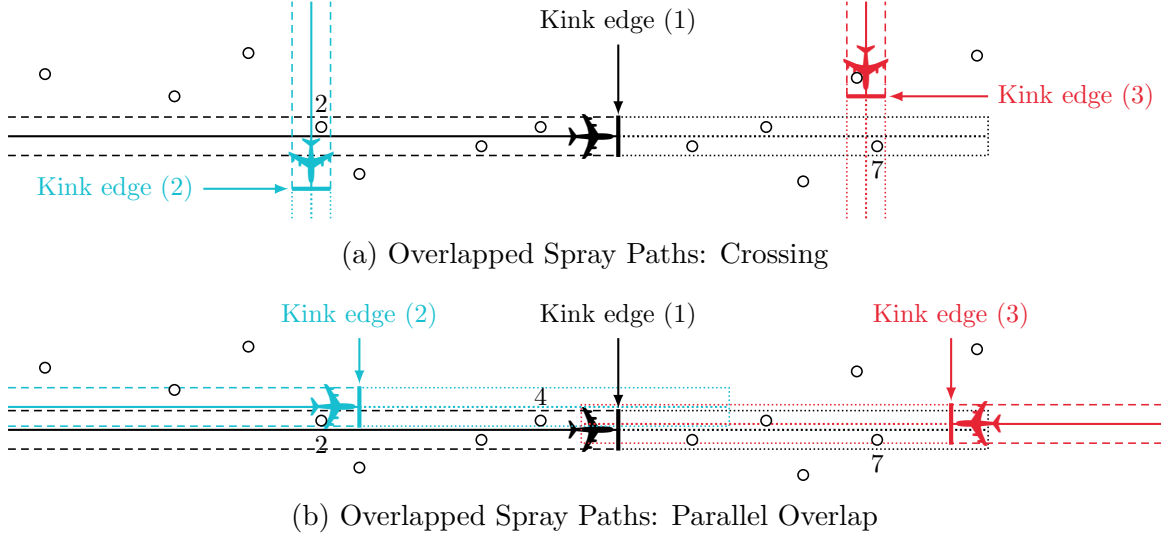 Kink edge (1)
2
Kink edge (3)
7
Kink edge (2)
(a) Overlapped Spray Paths: Crossing
Kink edge (2)
Kink edge (1)
Kink edge (3)
4
2
7
(b) Overlapped Spray Paths: Parallel Overlap